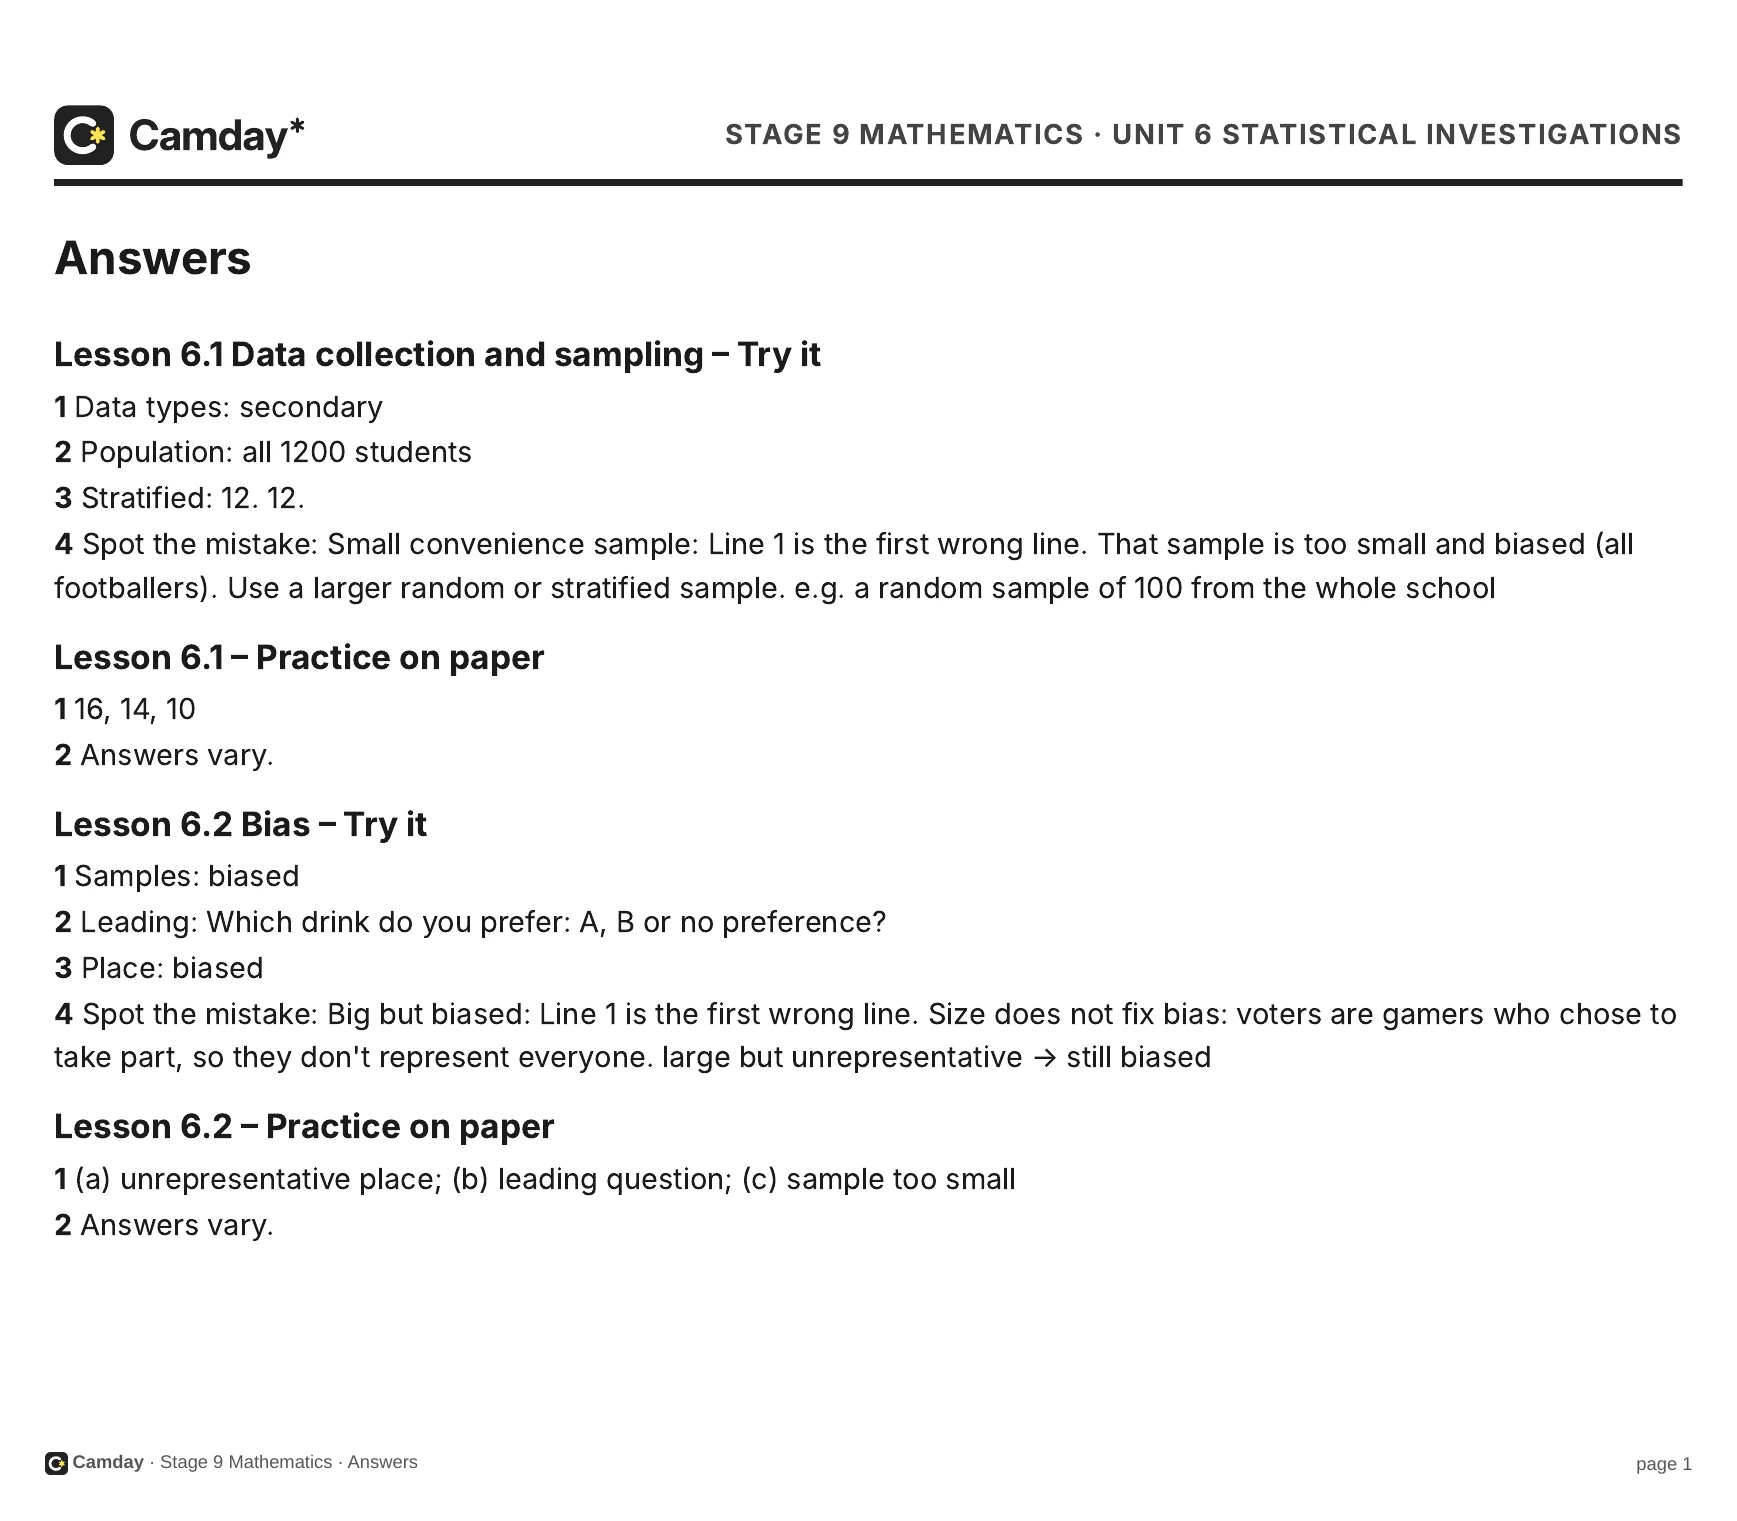 Camday*
STAGE 9 MATHEMATICS · UNIT 6 STATISTICAL INVESTIGATIONS
Answers
Lesson 6.1 Data collection and sampling – Try it
1 Data types: secondary
2 Population: all 1200 students
3 Stratified: 12. 12.
4 Spot the mistake: Small convenience sample: Line 1 is the first wrong line. That sample is too small and biased (all
footballers). Use a larger random or stratified sample. e.g. a random sample of 100 from the whole school
Lesson 6.1 – Practice on paper
1 16, 14, 10
2 Answers vary.
Lesson 6.2 Bias – Try it
1 Samples: biased
2 Leading: Which drink do you prefer: A, B or no preference?
3 Place: biased
4 Spot the mistake: Big but biased: Line 1 is the first wrong line. Size does not fix bias: voters are gamers who chose to
take part, so they don't represent everyone. large but unrepresentative → still biased
Lesson 6.2 – Practice on paper
1 (a) unrepresentative place; (b) leading question; (c) sample too small
2 Answers vary.
Camday · Stage 9 Mathematics · Answers
page 1